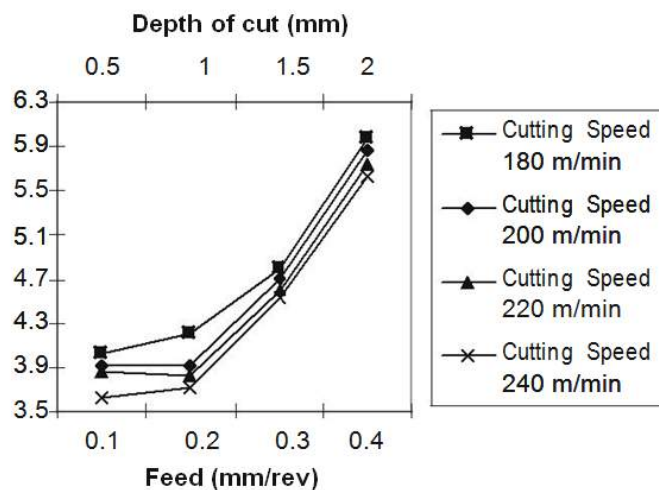 Depth of cut (mm)
0.5 1 1.5 2
6.3
5.9
5.5
5.1
4.7
4.3
3.9
3.5
0.1 0.2 0.3 0.4
Feed (mm/rev)
Cutting Speed
180 m/min
Cutting Speed
200 m/min
Cutting Speed
220 m/min
Cutting Speed
240 m/min